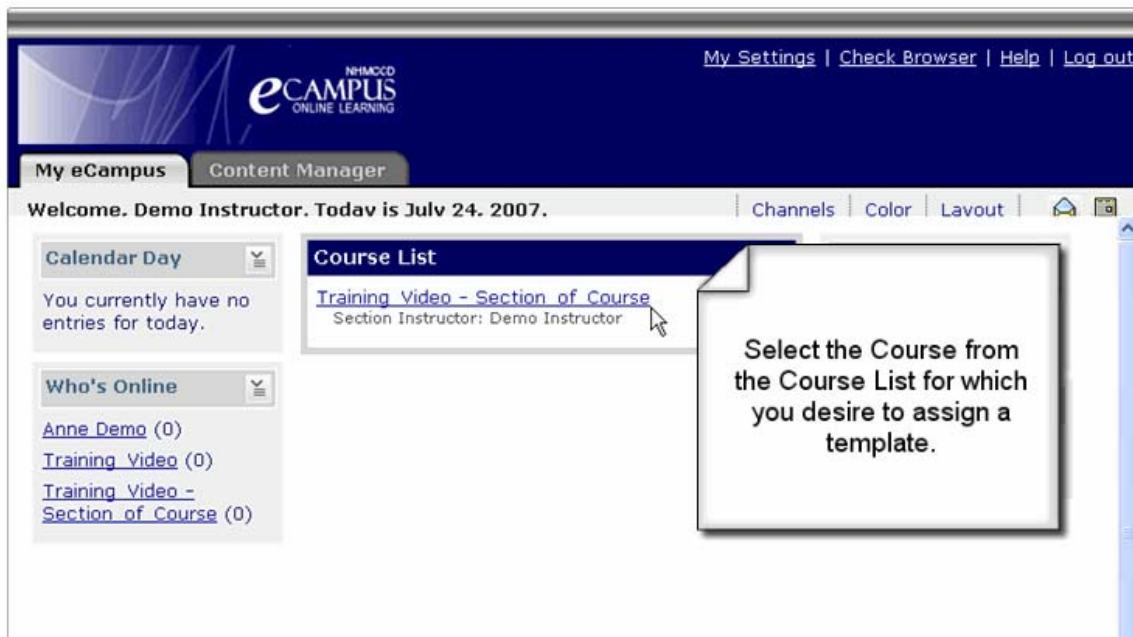 My Settings | Check Browser | Help | Log out
NHMCCD
eCAMPUS
ONLINE LEARNING
My eCampus
Content Manager
Welcome, Demo Instructor. Today is July 24, 2007.
Channels | Color | Layout
Calendar Day
You currently have no
entries for today.
Who's Online
Anne Demo (0)
Training Video (0)
Training Video -
Section of Course (0)
Course List
Training Video - Section of Course
Section Instructor: Demo Instructor
Select the Course from
the Course List for which
you desire to assign a
template.